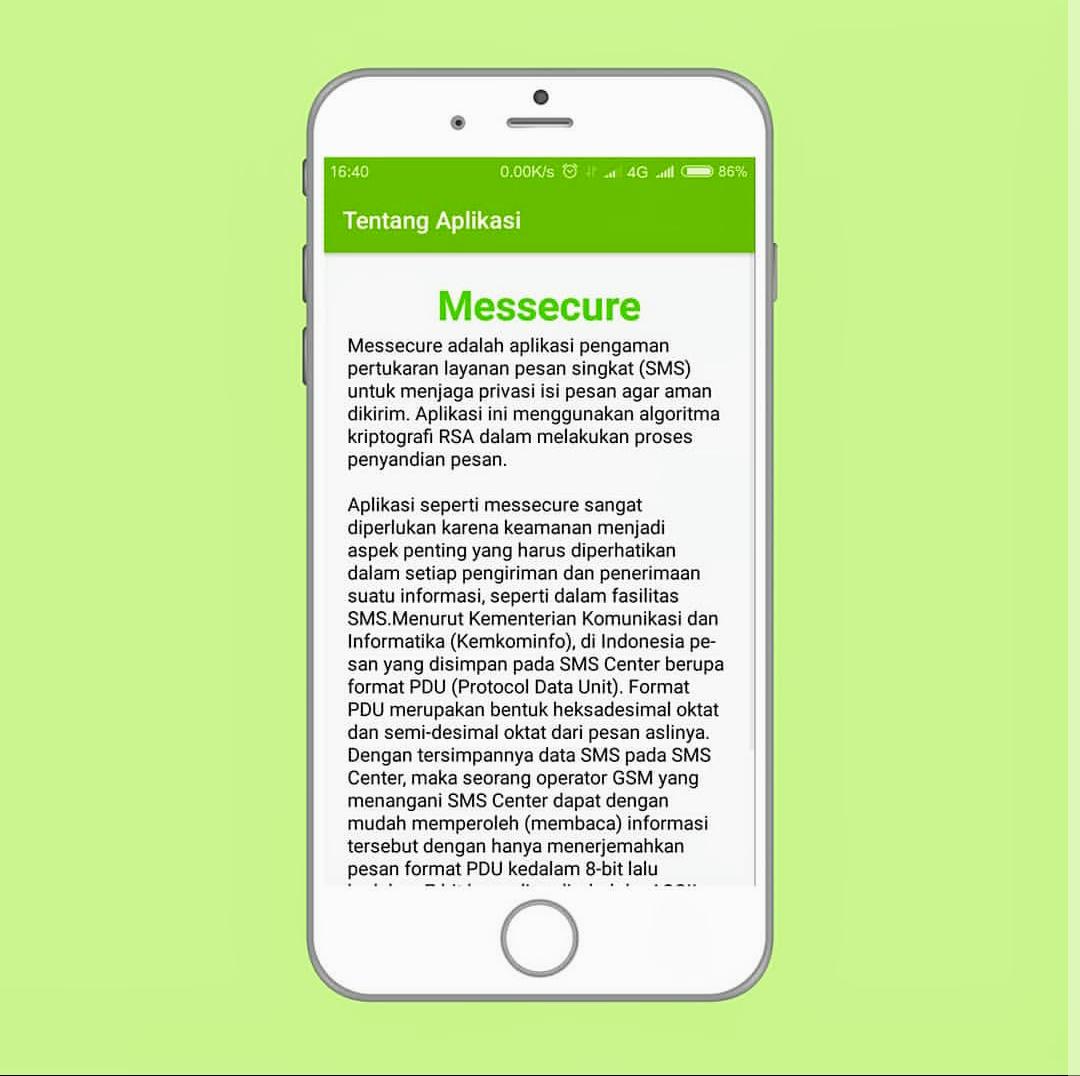 16:40 0.00K/s 4G 86%
Tentang Aplikasi
Messecure
Messecure adalah aplikasi pengaman
pertukaran layanan pesan singkat (SMS)
untuk menjaga privasi isi pesan agar aman
dikirim. Aplikasi ini menggunakan algoritma
kriptografi RSA dalam melakukan proses
penyandian pesan.
Aplikasi seperti messecure sangat
diperlukan karena keamanan menjadi
aspek penting yang harus diperhatikan
dalam setiap pengiriman dan penerimaan
suatu informasi, seperti dalam fasilitas
SMS.Menurut Kementerian Komunikasi dan
Informatika (Kemkominfo), di Indonesia pe-
san yang disimpan pada SMS Center berupa
format PDU (Protocol Data Unit). Format
PDU merupakan bentuk heksadesimal oktat
dan semi-desimal oktat dari pesan aslinya.
Dengan tersimpannya data SMS pada SMS
Center, maka seorang operator GSM yang
menangani SMS Center dapat dengan
mudah memperoleh (membaca) informasi
tersebut dengan hanya menerjemahkan
pesan format PDU kedalam 8-bit lalu